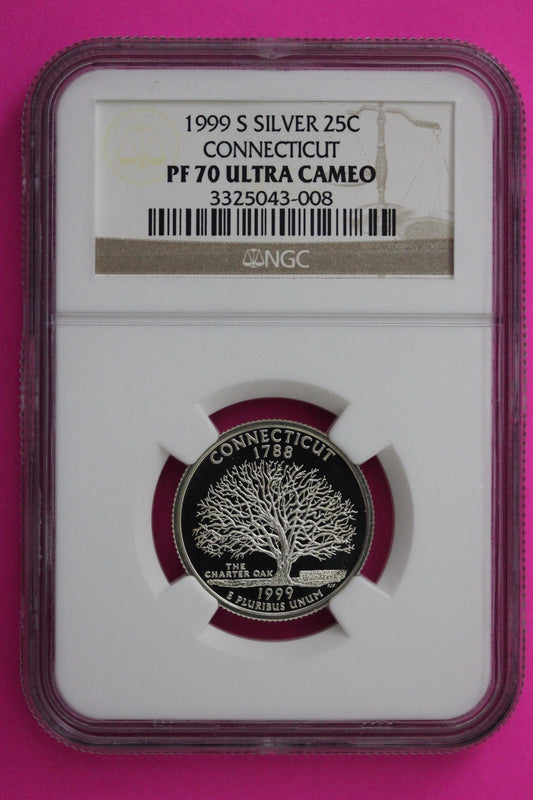 1999 S SILVER 25C
CONNECTICUT
PF 70 ULTRA CAMEO
3325043-008
NGC
CONNECTICUT
1788
THE
CHARTER OAK
1999
E PLURIBUS UNUM